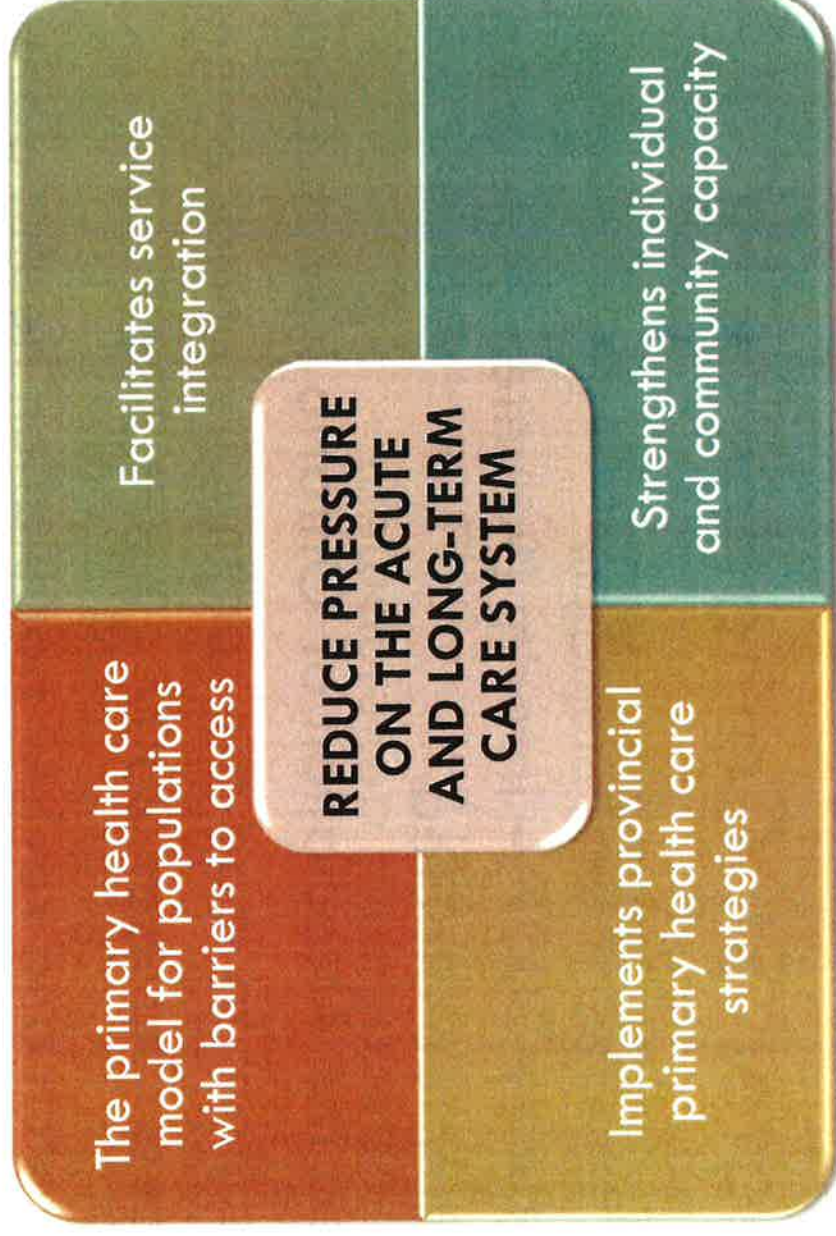 The primary health care
model for populations
with barriers to access
Facilitates service
integration
REDUCE PRESSURE
ON THE ACUTE
AND LONG-TERM
CARE SYSTEM
Implements provincial
primary health care
strategies
Strengthens individual
and community capacity